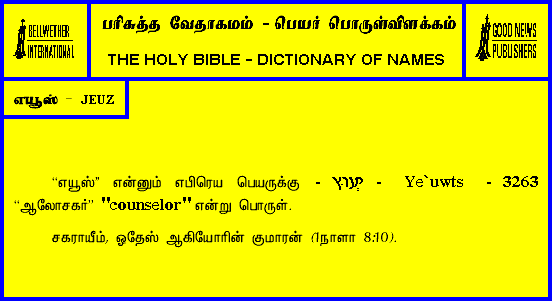 BELLWETHER
INTERNATIONAL
பரிசுத்த வேதாகமம் - பெயர் பொருள்விளக்கம்
THE HOLY BIBLE - DICTIONARY OF NAMES
GOOD NEWS
PUBLISHERS
எயூஸ் - JEUZ
“எயூஸ்” என்னும் எபிரெய பெயருக்கு - יְעוּץ - Ye`uwts - 3263
“ஆலோசகர்” "counselor" என்று பொருள்.
சகராயீம், ஓதேஸ் ஆகியோரின் குமாரன் (1நாளா 8:10).